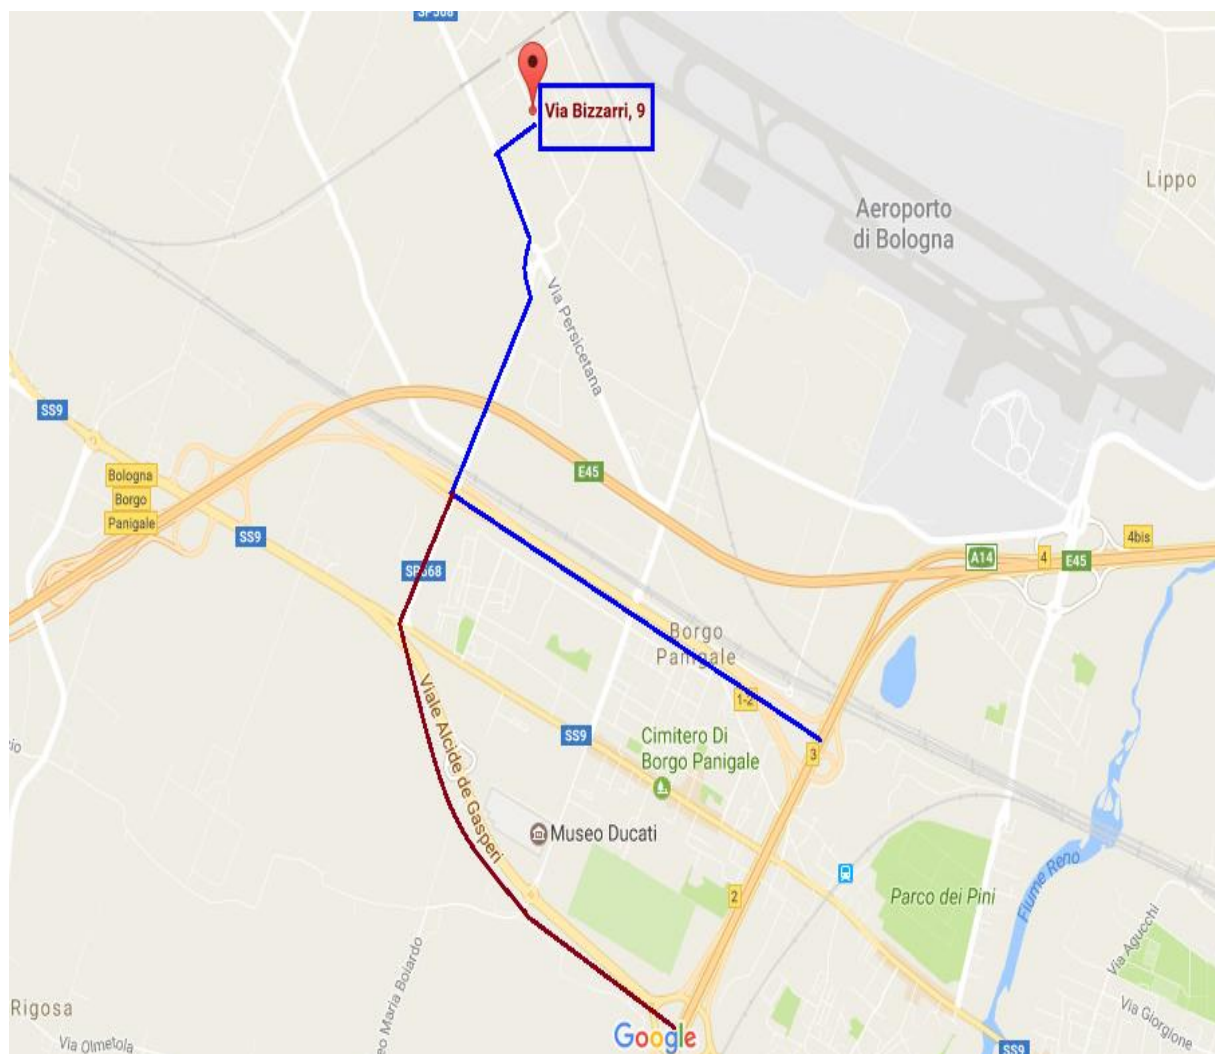 SP568
Via Bizzarri, 9
Lippo
Aeroporto
di Bologna
Via Persicetana
SS9
E45
Bologna
Borgo
Panigale
SS9
4bis
A14
4
E45
SP568
Borgo
Panigale
Viale Alcide de Gasperi
1-2
SS9
Cimitero Di
Borgo Panigale
3
Museo Ducati
Fiume Reno
2
Parco dei Pini
Via Agucchi
Maria Boiardo
Rigosa
Via Giorgione
Via Olmetola
Google
SS9